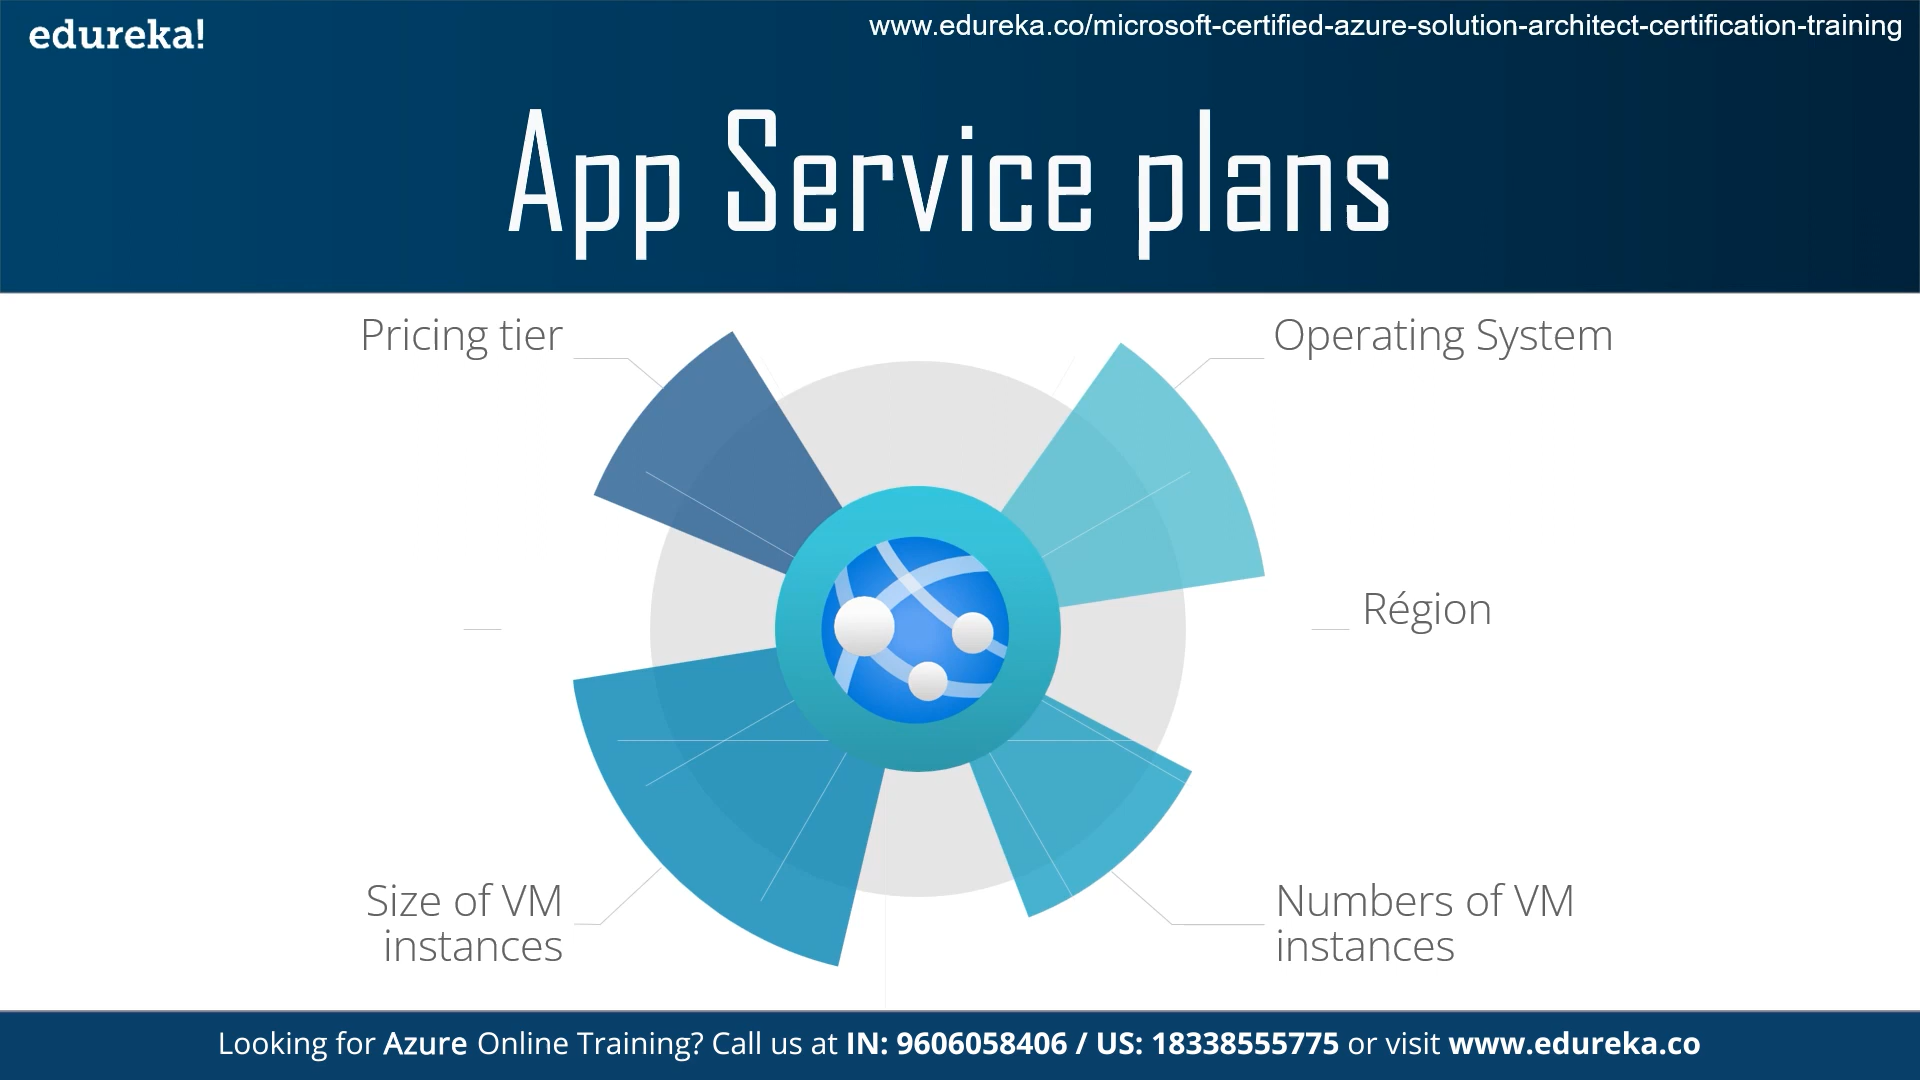 edureka!
www.edureka.co/microsoft-certified-azure-solution-architect-certification-training
App Service plans
Pricing tier
Operating System
Région
Size of VM
instances
Numbers of VM
instances
Looking for Azure Online Training? Call us at IN: 9606058406 / US: 18338555775 or visit www.edureka.co